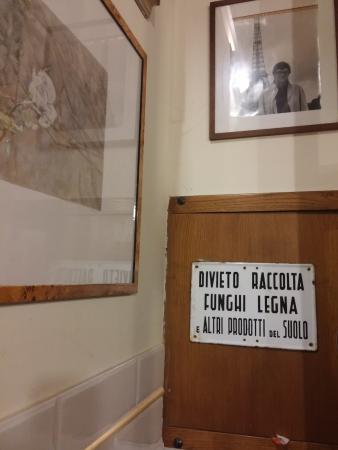 DIVIETO RACCOLTA
FUNGHI LEGNA
E ALTRI PRODOTTI DEL SUOLO